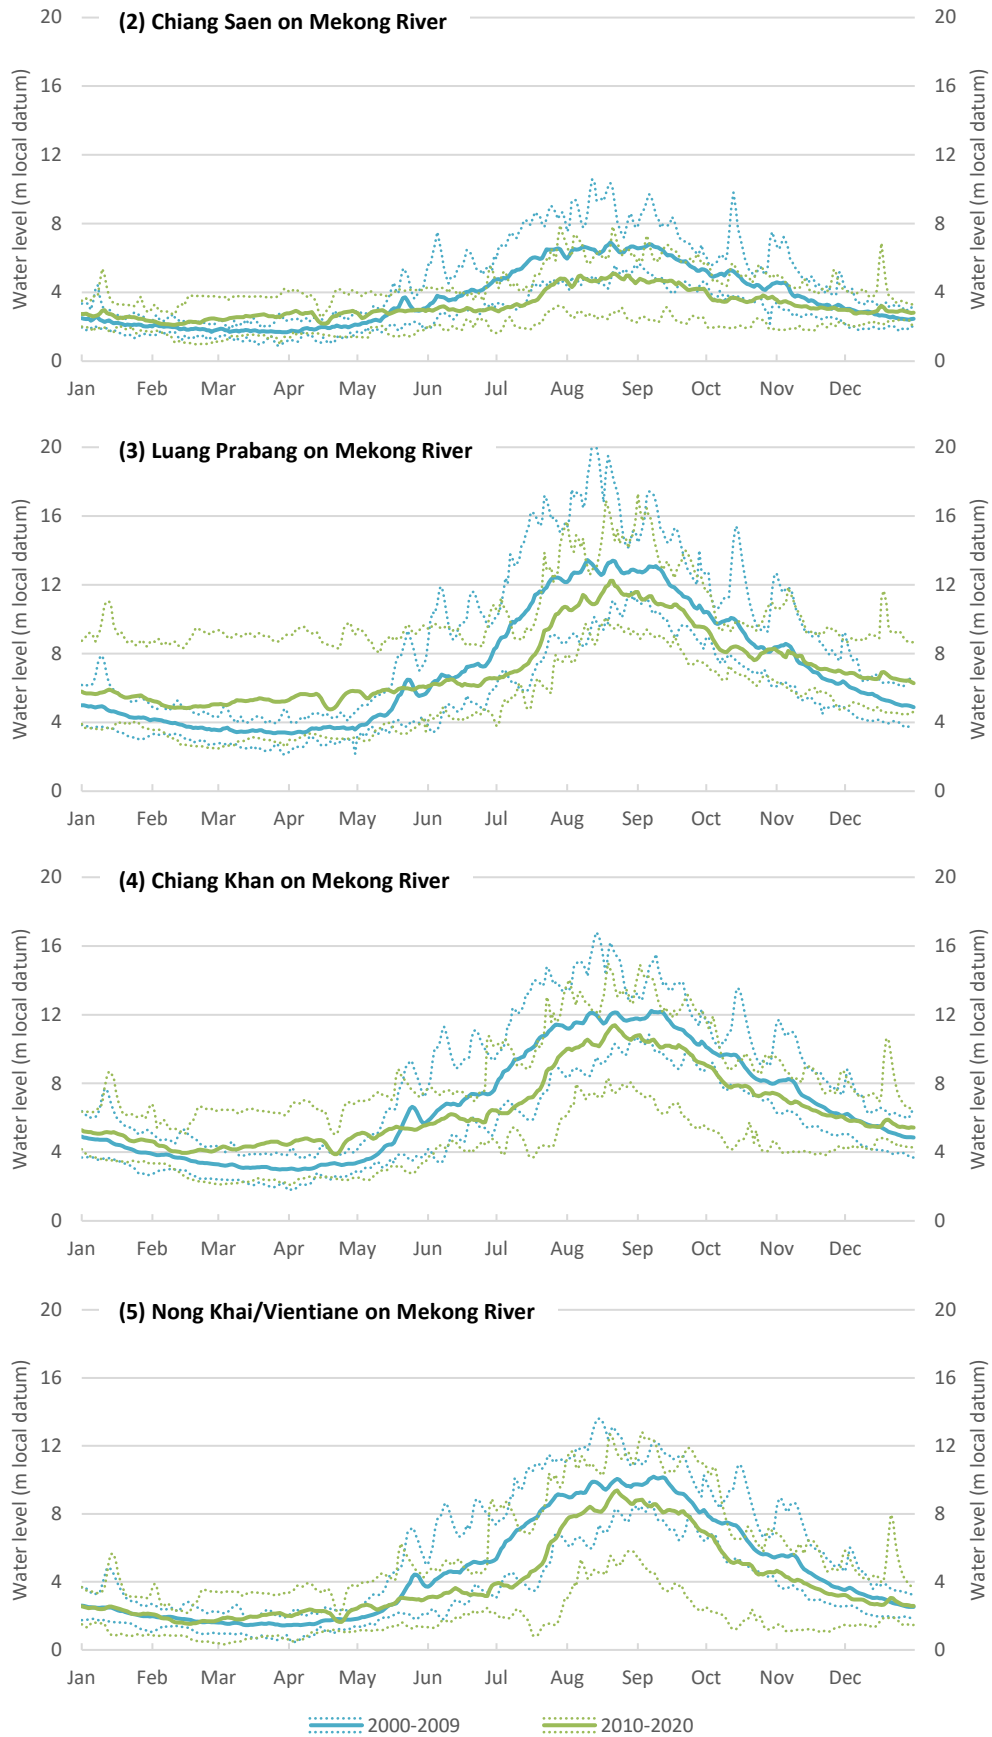 (2) Chiang Saen on Mekong River
Water level (m local datum)
20 16 12 8 4 0
Jan Feb Mar Apr May Jun Jul Aug Sep Oct Nov Dec
20 16 12 8 4 0
Water level (m local datum)
(3) Luang Prabang on Mekong River
Water level (m local datum)
20 16 12 8 4 0
Jan Feb Mar Apr May Jun Jul Aug Sep Oct Nov Dec
20 16 12 8 4 0
Water level (m local datum)
(4) Chiang Khan on Mekong River
Water level (m local datum)
20 16 12 8 4 0
Jan Feb Mar Apr May Jun Jul Aug Sep Oct Nov Dec
20 16 12 8 4 0
Water level (m local datum)
(5) Nong Khai/Vientiane on Mekong River
Water level (m local datum)
20 16 12 8 4 0
Jan Feb Mar Apr May Jun Jul Aug Sep Oct Nov Dec
20 16 12 8 4 0
Water level (m local datum)
2000-2009 2010-2020